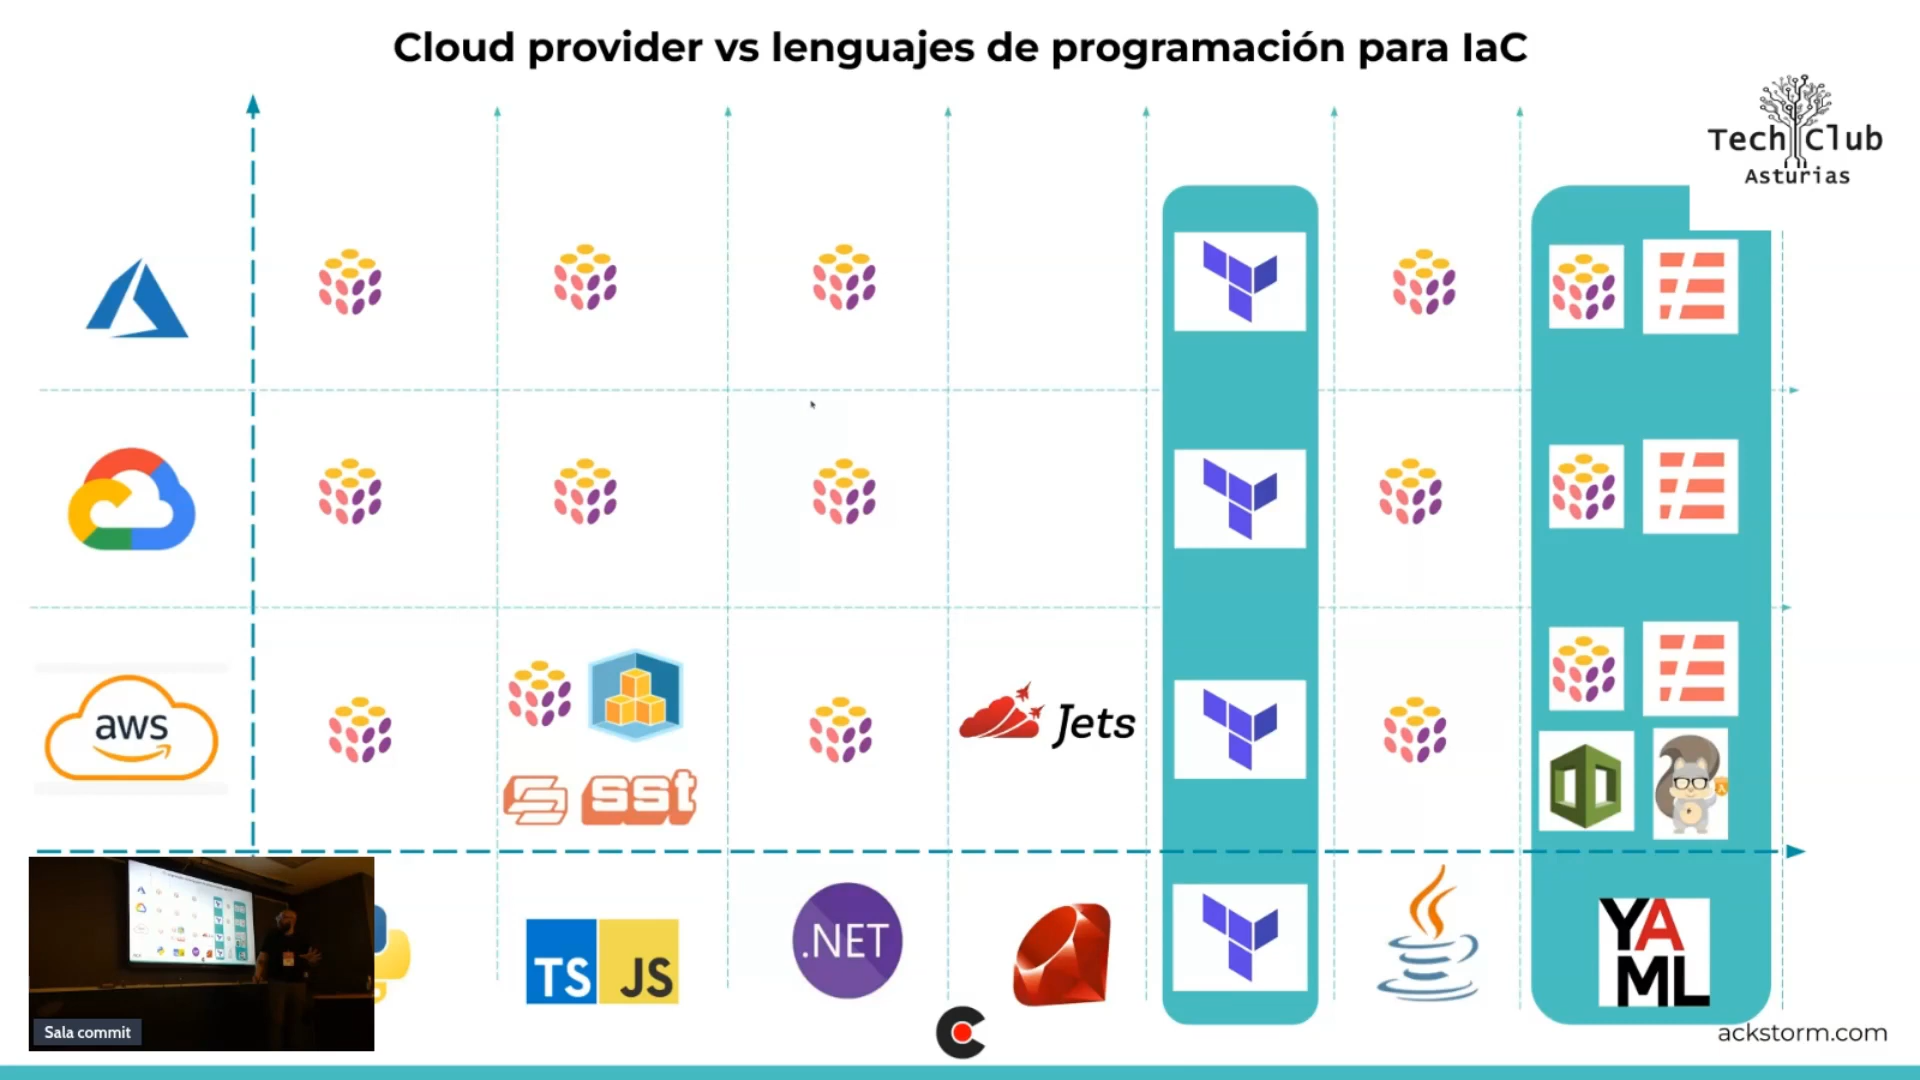 Cloud provider vs lenguajes de programación para IaC
Tech Club
Asturias
aws
Jets
sst
.NET
TS JS
YA
ML
Sala commit
ackstorm.com